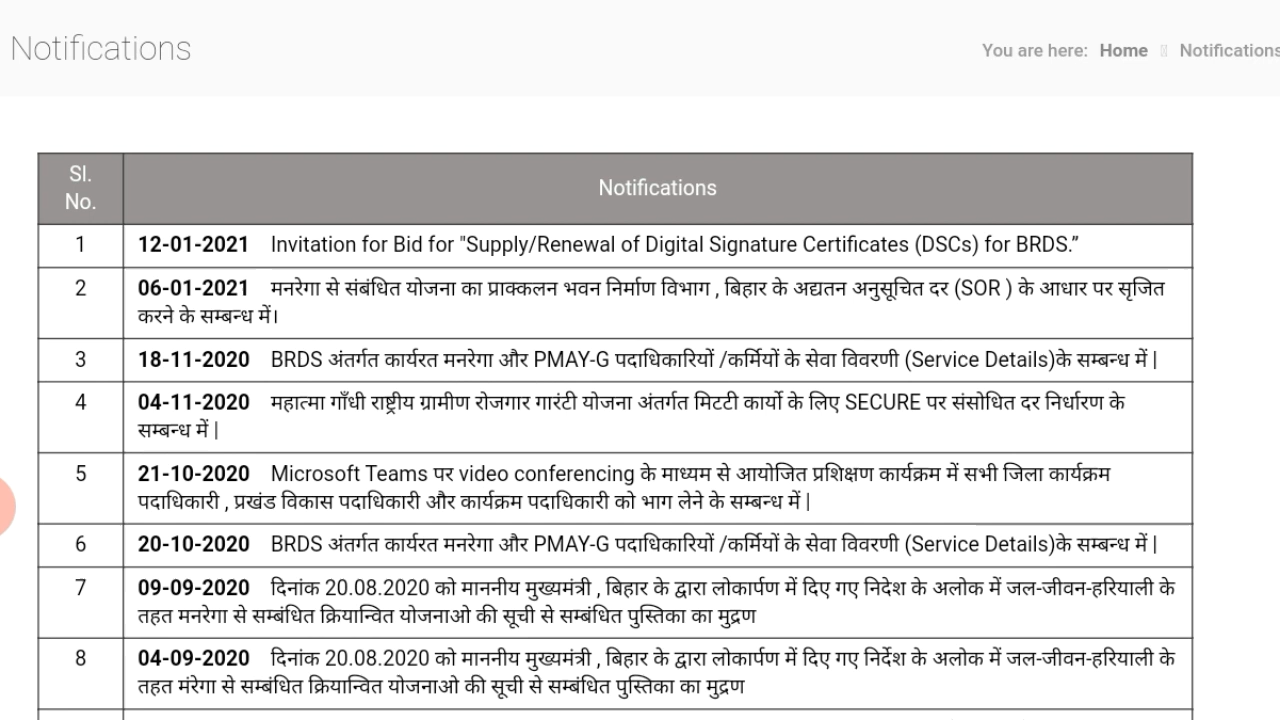 Notifications
You are here: Home Notifications
Sl. No.
Notifications
1 12-01-2021 Invitation for Bid for "Supply/Renewal of Digital Signature Certificates (DSCs) for BRDS.”
2 06-01-2021 मनरेगा से संबंधित योजना का प्राक्कलन भवन निर्माण विभाग , बिहार के अद्यतन अनुसूचित दर (SOR ) के आधार पर सृजित
करने के सम्बन्ध में।
3 18-11-2020 BRDS अंतर्गत कार्यरत मनरेगा और PMAY-G पदाधिकारियों /कर्मियों के सेवा विवरणी (Service Details)के सम्बन्ध में |
4 04-11-2020 महात्मा गाँधी राष्ट्रीय ग्रामीण रोजगार गारंटी योजना अंतर्गत मिटटी कार्यो के लिए SECURE पर संसोधित दर निर्धारण के
सम्बन्ध में |
5 21-10-2020 Microsoft Teams पर video conferencing के माध्यम से आयोजित प्रशिक्षण कार्यक्रम में सभी जिला कार्यक्रम
पदाधिकारी , प्रखंड विकास पदाधिकारी और कार्यक्रम पदाधिकारी को भाग लेने के सम्बन्ध में |
6 20-10-2020 BRDS अंतर्गत कार्यरत मनरेगा और PMAY-G पदाधिकारियों /कर्मियों के सेवा विवरणी (Service Details)के सम्बन्ध में |
7 09-09-2020 दिनांक 20.08.2020 को माननीय मुख्यमंत्री , बिहार के द्वारा लोकार्पण में दिए गए निदेश के अलोक में जल-जीवन-हरियाली के
तहत मनरेगा से सम्बंधित क्रियान्वित योजनाओ की सूची से सम्बंधित पुस्तिका का मुद्रण
8 04-09-2020 दिनांक 20.08.2020 को माननीय मुख्यमंत्री , बिहार के द्वारा लोकार्पण में दिए गए निर्देश के अलोक में जल-जीवन-हरियाली के
तहत मंरेगा से सम्बंधित क्रियान्वित योजनाओ की सूची से सम्बंधित पुस्तिका का मुद्रण